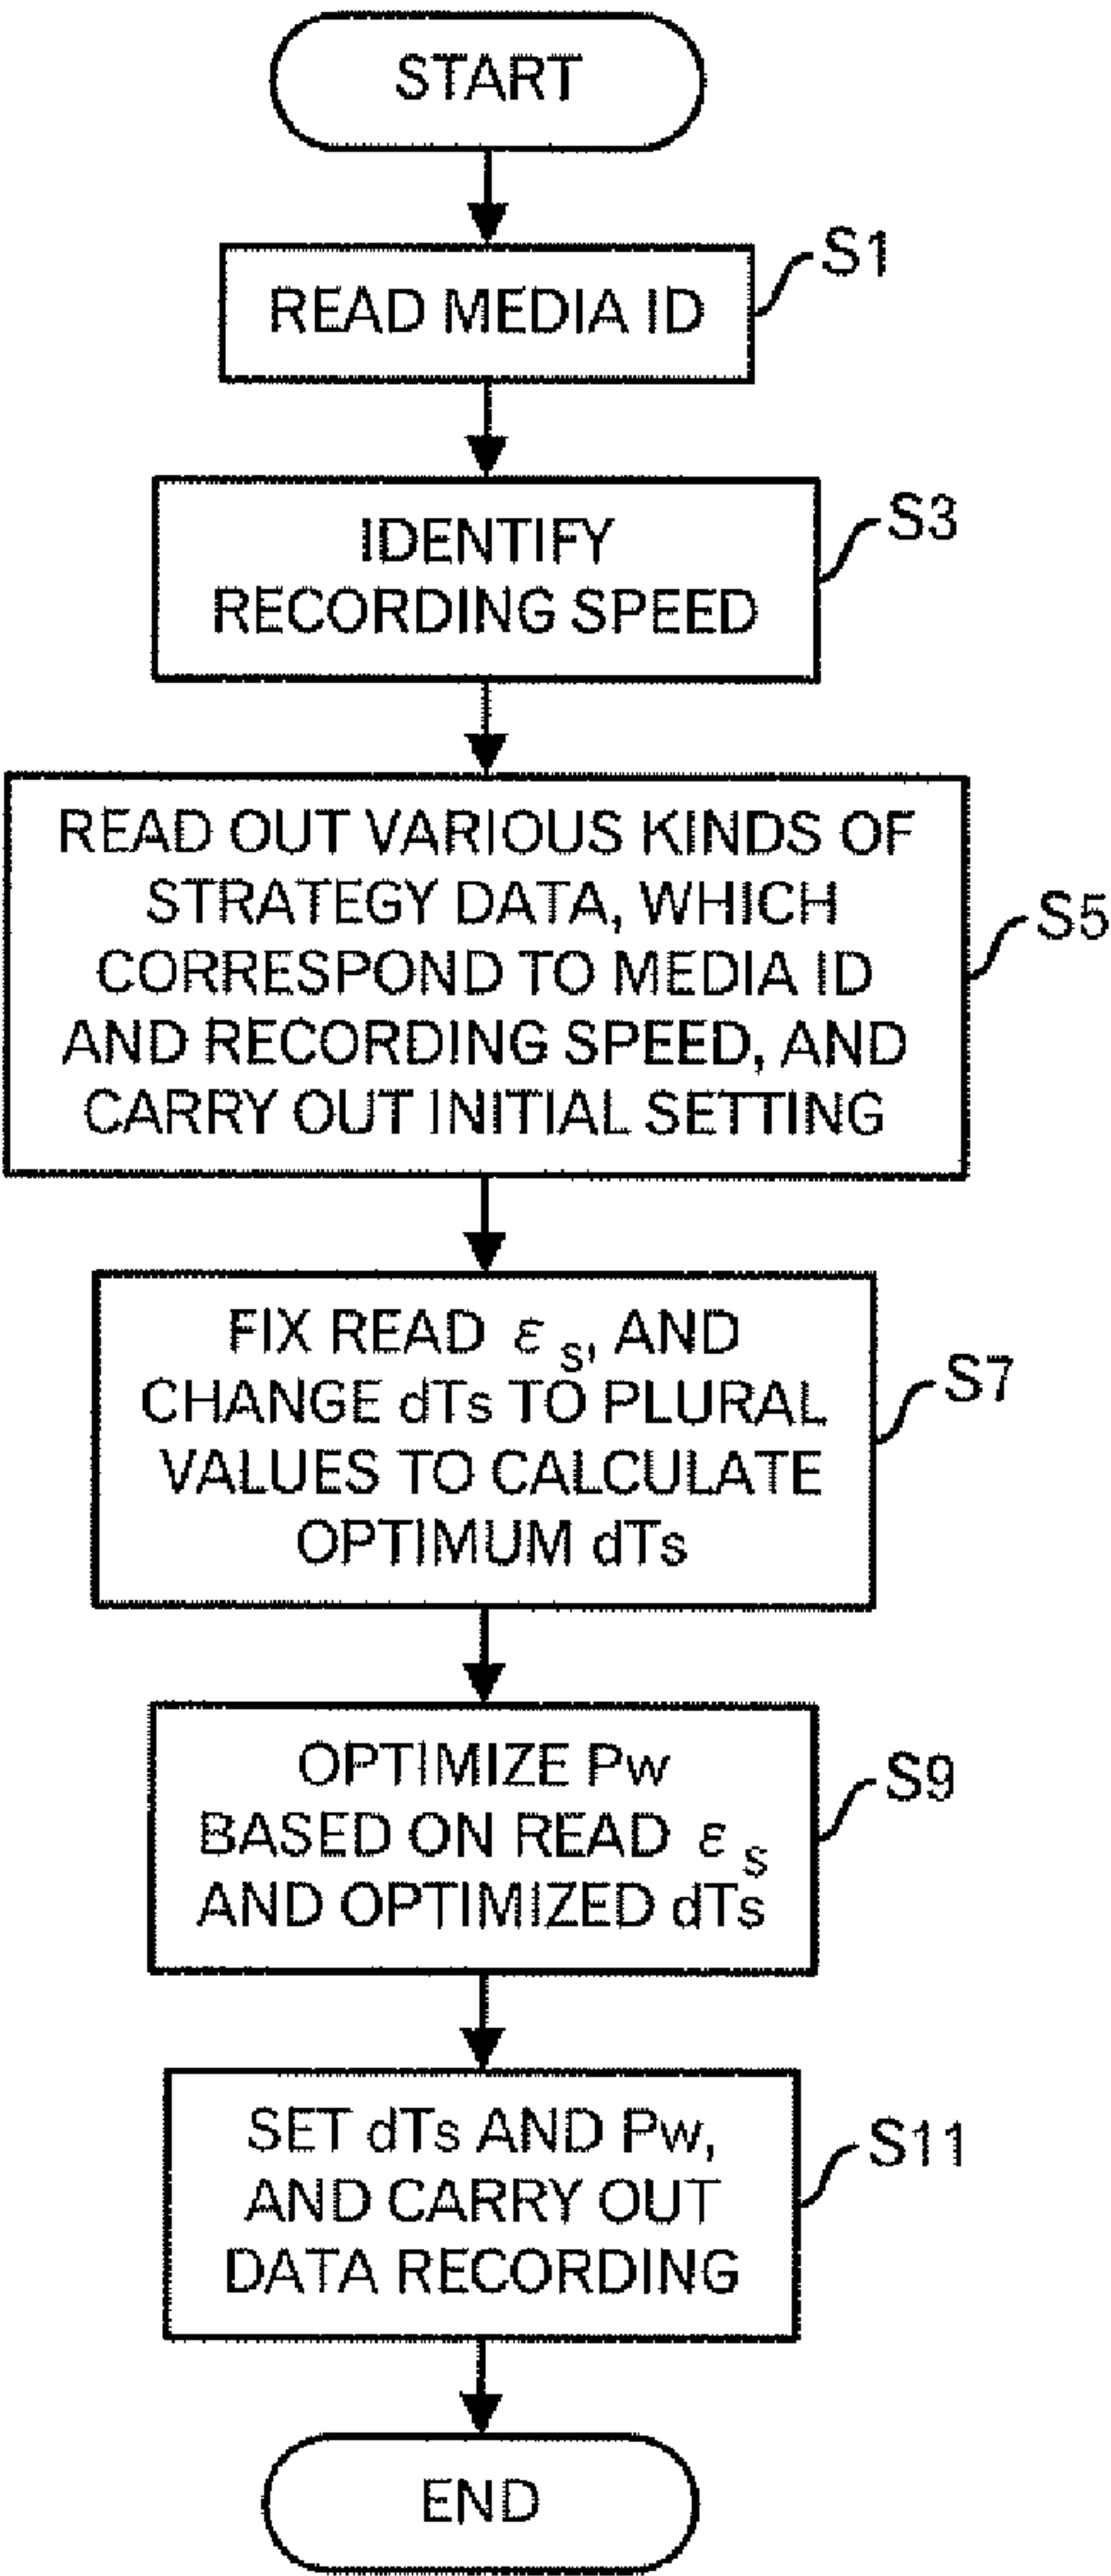 START
S1
READ MEDIA ID
S3
IDENTIFY
RECORDING SPEED
READ OUT VARIOUS KINDS OF
STRATEGY DATA, WHICH
S5
CORRESPOND TO MEDIA ID
AND RECORDING SPEED, AND
CARRY OUT INITIAL SETTING
FIX READ εs, AND
S7
CHANGE dTs TO PLURAL
VALUES TO CALCULATE
OPTIMUM dTs
OPTIMIZE Pw
S9
BASED ON READ εs
AND OPTIMIZED dTs
SET dTs AND Pw,
S11
AND CARRY OUT
DATA RECORDING
END